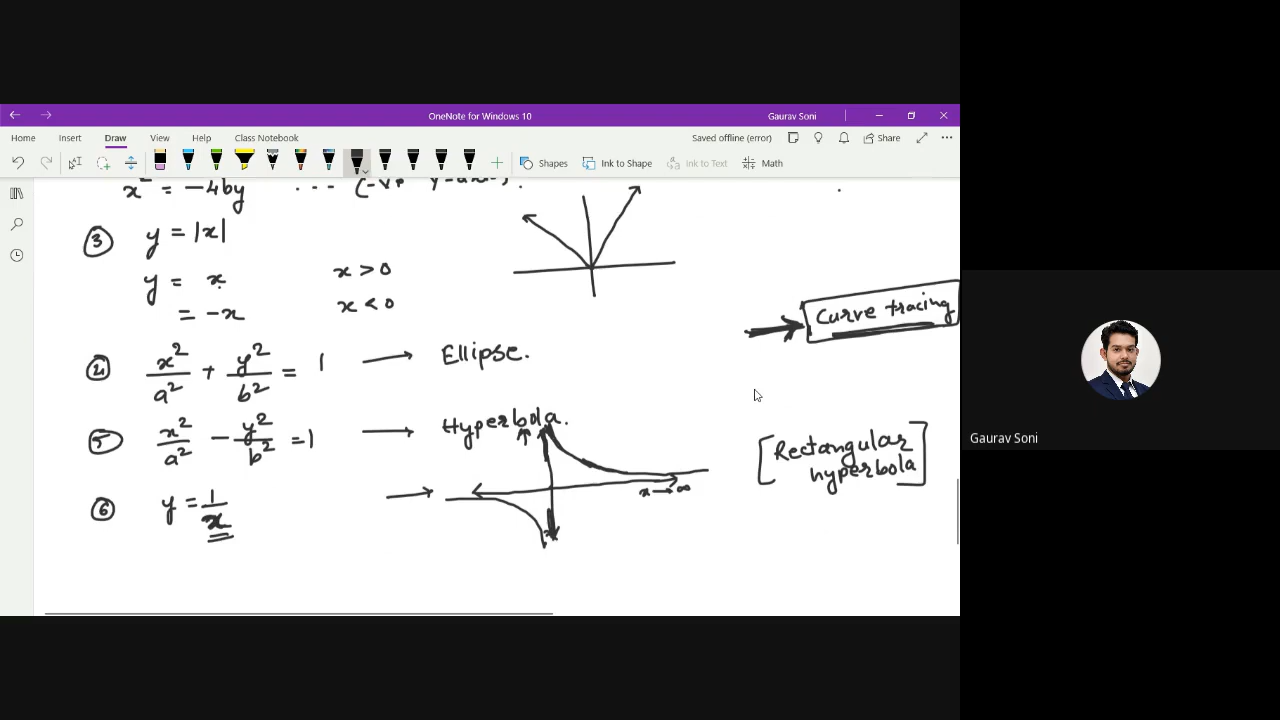 OneNote for Windows 10
Gaurav Soni
Home Insert Draw View Help Class Notebook
Saved offline (error)
Share
Shapes
Ink to Shape
Ink to Text
Math
x² = -4by ---
③ y = |x|
y = x x > 0
= -x x < 0
Curve tracing
④ x²/a² + y²/b² = 1 → Ellipse.
⑤ x²/a² - y²/b² = 1 → Hyperbola.
[Rectangular
hyperbola]
⑥ y = 1/x →
x → ∞
Gaurav Soni